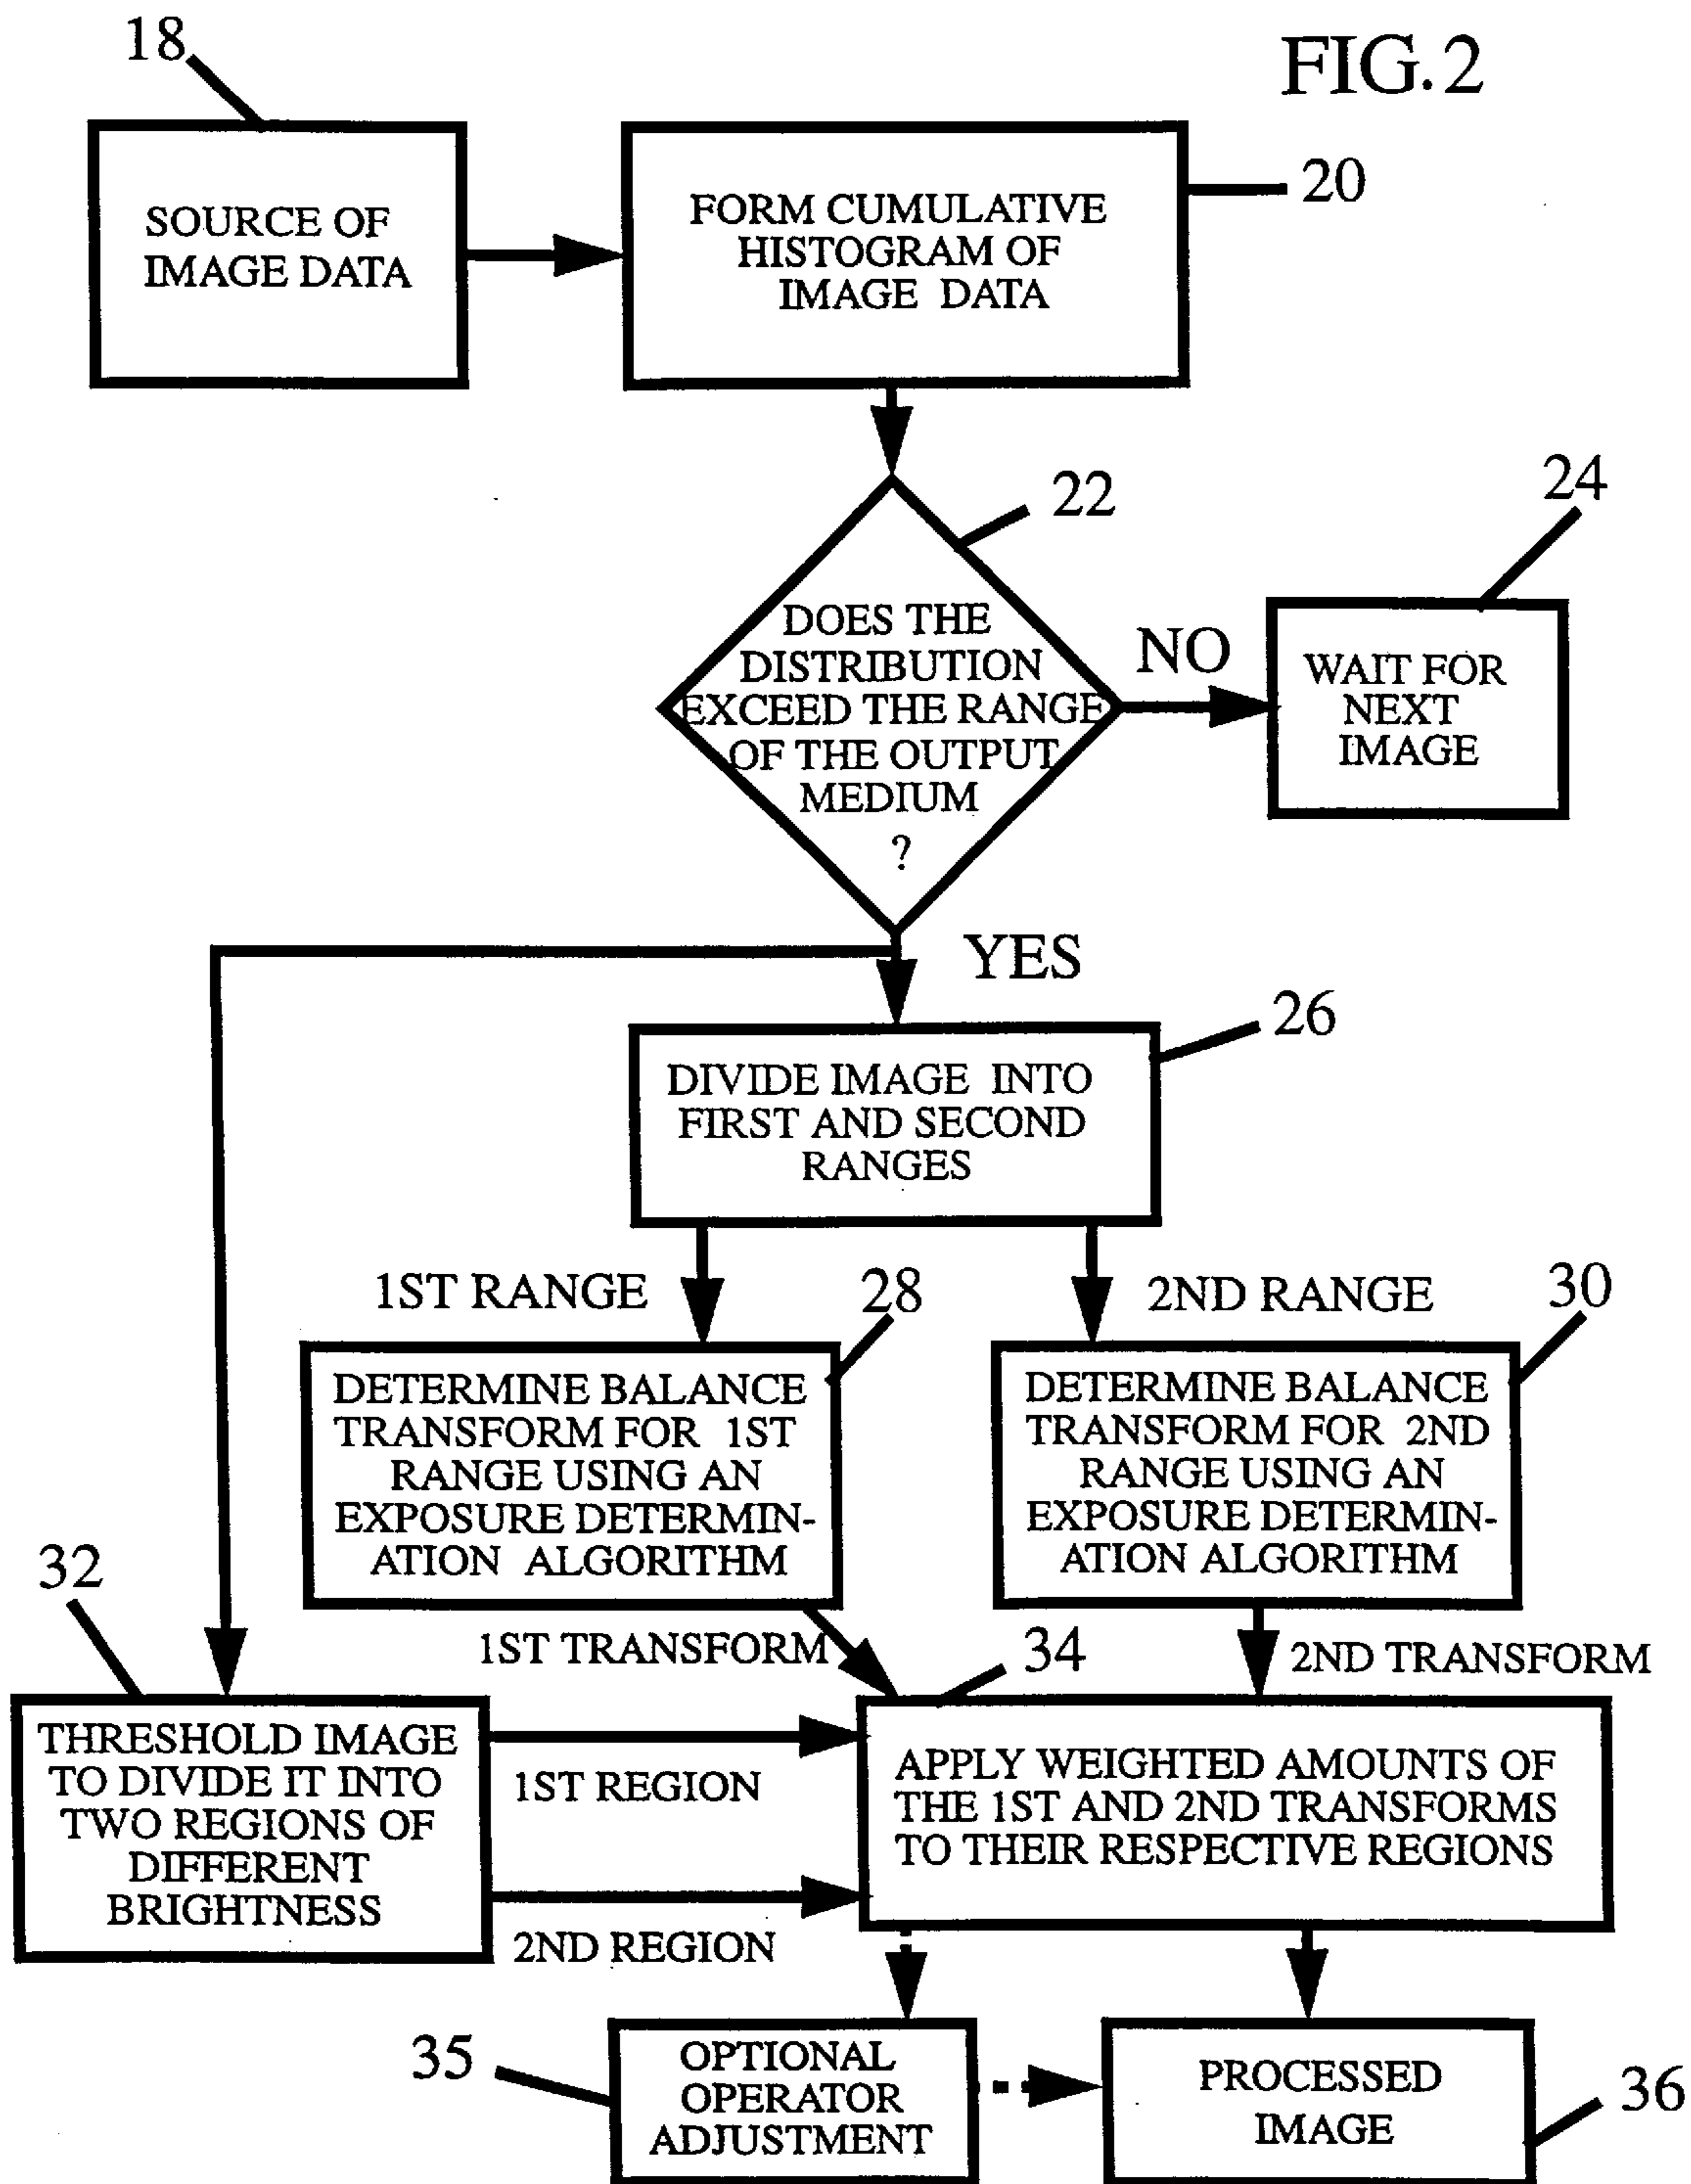 18
FIG. 2
SOURCE OF
IMAGE DATA
FORM CUMULATIVE
HISTOGRAM OF
IMAGE DATA
20
22
24
DOES THE
DISTRIBUTION
EXCEED THE RANGE
OF THE OUTPUT
MEDIUM
?
NO
WAIT FOR
NEXT
IMAGE
YES
26
DIVIDE IMAGE INTO
FIRST AND SECOND
RANGES
1ST RANGE
28
2ND RANGE
30
DETERMINE BALANCE
TRANSFORM FOR 1ST
RANGE USING AN
EXPOSURE DETERMIN-
ATION ALGORITHM
DETERMINE BALANCE
TRANSFORM FOR 2ND
RANGE USING AN
EXPOSURE DETERMIN-
ATION ALGORITHM
32
1ST TRANSFORM
34
2ND TRANSFORM
THRESHOLD IMAGE
TO DIVIDE IT INTO
TWO REGIONS OF
DIFFERENT
BRIGHTNESS
1ST REGION
2ND REGION
APPLY WEIGHTED AMOUNTS OF
THE 1ST AND 2ND TRANSFORMS
TO THEIR RESPECTIVE REGIONS
35
OPTIONAL
OPERATOR
ADJUSTMENT
PROCESSED
IMAGE
36